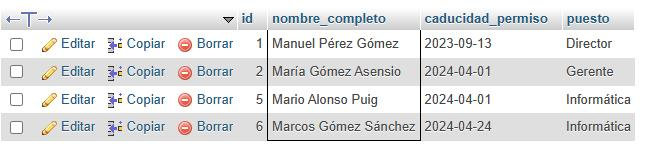 id nombre_completo caducidad_permiso puesto
Editar Copiar Borrar 1 Manuel Pérez Gómez 2023-09-13 Director
Editar Copiar Borrar 2 María Gómez Asensio 2024-04-01 Gerente
Editar Copiar Borrar 5 Mario Alonso Puig 2024-04-01 Informática
Editar Copiar Borrar 6 Marcos Gómez Sánchez 2024-04-24 Informática